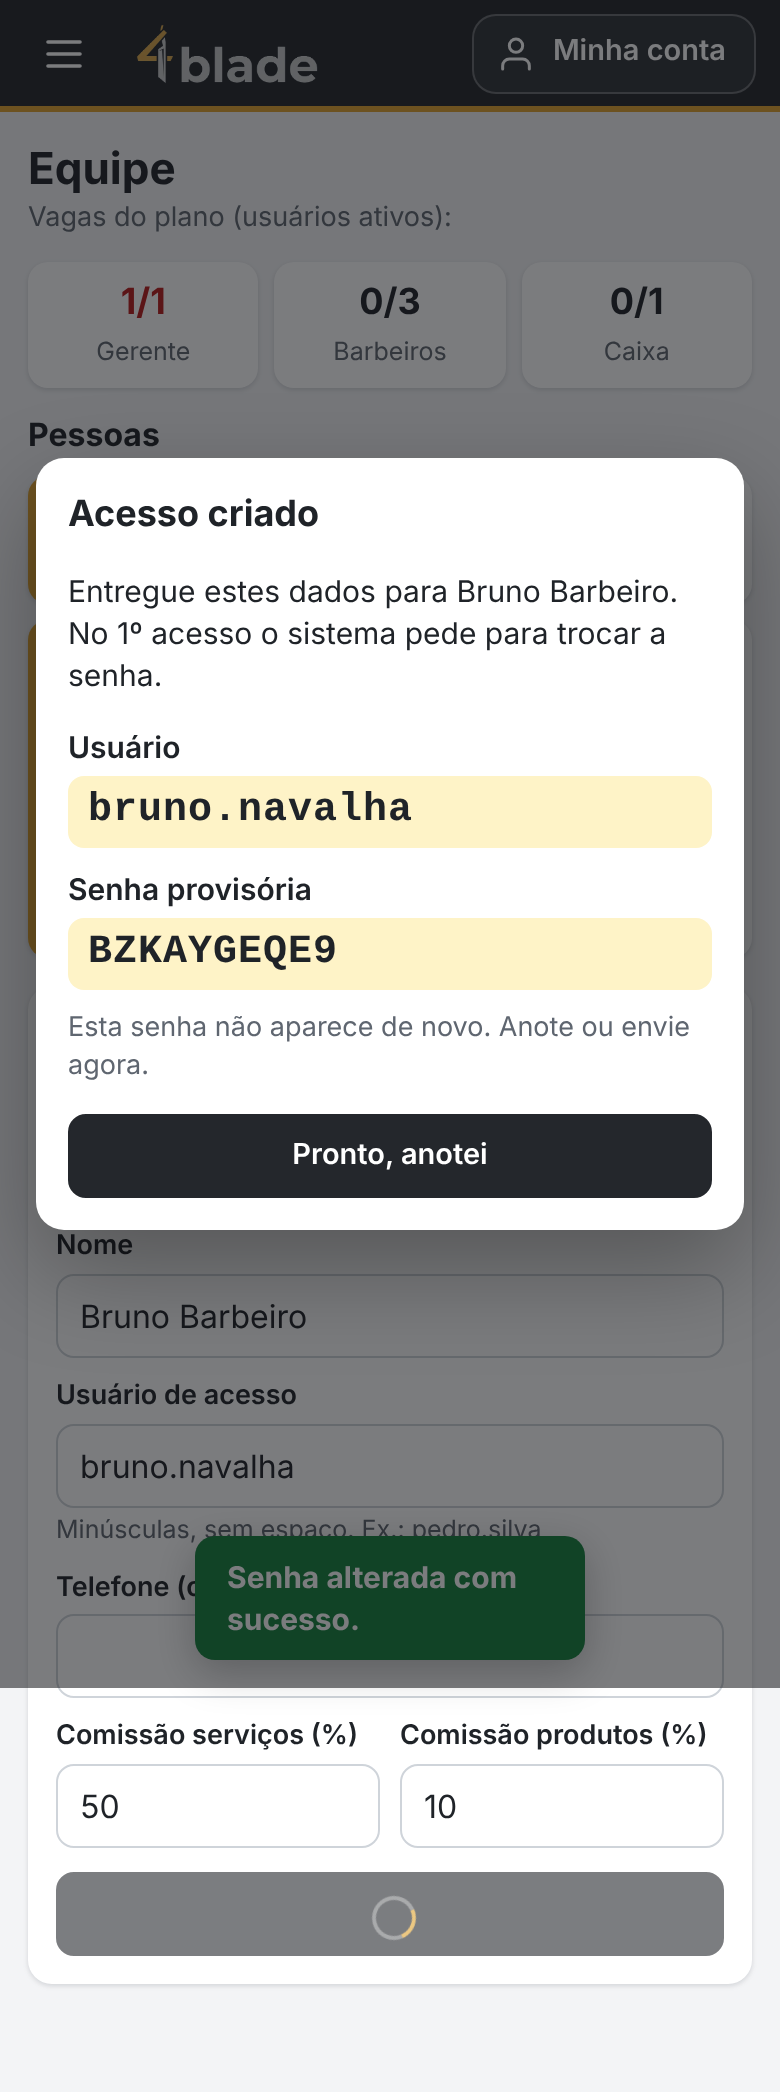 4blade
Minha conta
Equipe
Vagas do plano (usuários ativos):
1/1
Gerente
0/3
Barbeiros
0/1
Caixa
Pessoas
Acesso criado
Entregue estes dados para Bruno Barbeiro.
No 1º acesso o sistema pede para trocar a
senha.
Usuário
bruno.navalha
Senha provisória
BZKAYGEQE9
Esta senha não aparece de novo. Anote ou envie
agora.
Pronto, anotei
Nome
Bruno Barbeiro
Usuário de acesso
bruno.navalha
Minúsculas, sem espaço. Ex.: pedro.silva
Telefone
Senha alterada com
sucesso.
Comissão serviços (%)
Comissão produtos (%)
50
10